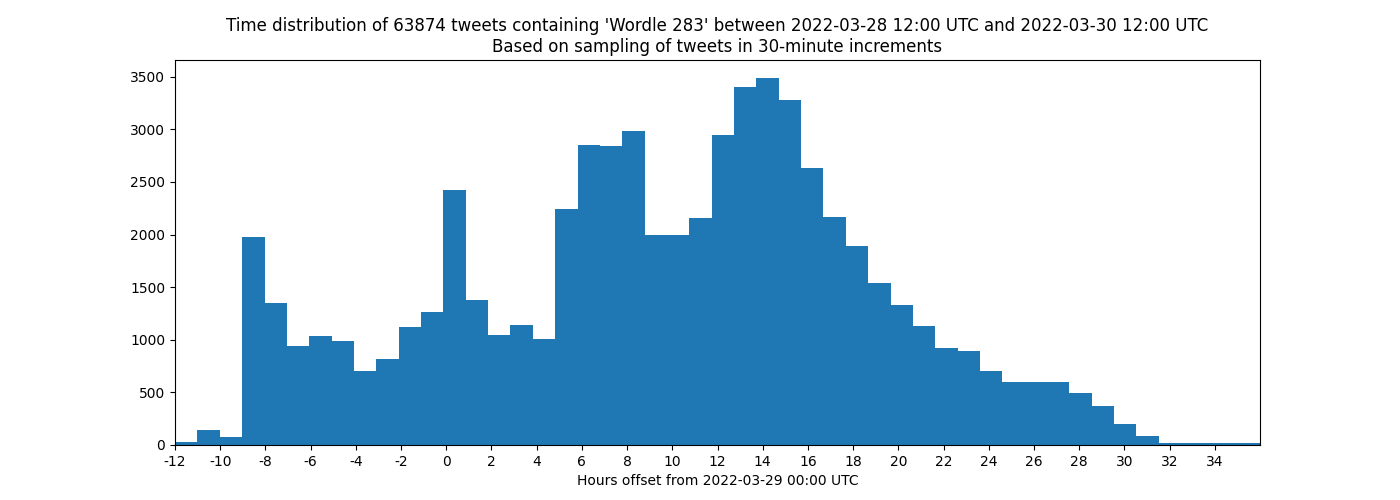 Time distribution of 63874 tweets containing 'Wordle 283' between 2022-03-28 12:00 UTC and 2022-03-30 12:00 UTC
Based on sampling of tweets in 30-minute increments
3500
3000
2500
2000
1500
1000
500
0
-12 -10 -8 -6 -4 -2 0 2 4 6 8 10 12 14 16 18 20 22 24 26 28 30 32 34
Hours offset from 2022-03-29 00:00 UTC